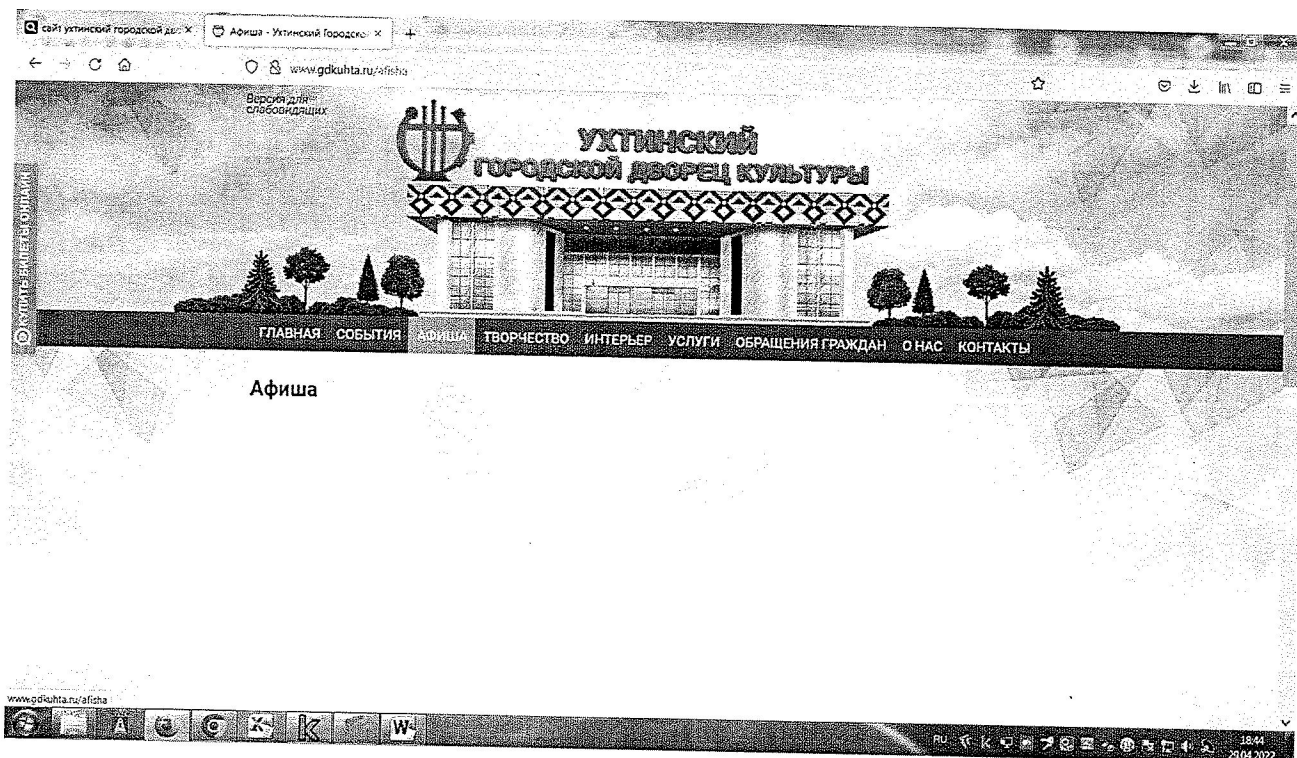 сайт ухтинский городской дво ×
Афиша - Ухтинский Городско ×
www.gdkuhta.ru/afisha
Версия для
слабовидящих
УХТИНСКИЙ
ГОРОДСКОЙ ДВОРЕЦ КУЛЬТУРЫ
КУПИТЬ БИЛЕТЫ ОНЛАЙН
ГЛАВНАЯ СОБЫТИЯ АФИША ТВОРЧЕСТВО ИНТЕРЬЕР УСЛУГИ ОБРАЩЕНИЯ ГРАЖДАН О НАС КОНТАКТЫ
Афиша
www.gdkuhta.ru/afisha
RU
18:44
29.04.2022